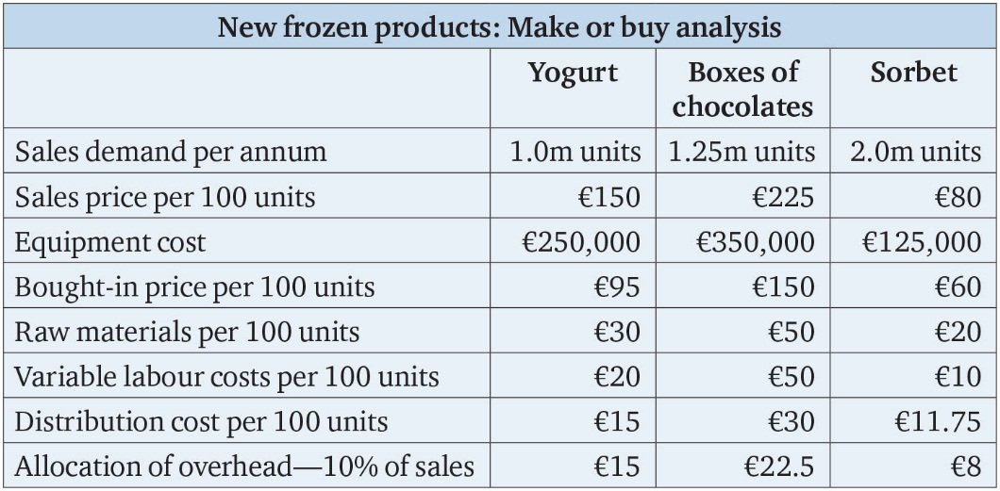 New frozen products: Make or buy analysis
Yogurt Boxes of chocolates Sorbet
Sales demand per annum 1.0m units 1.25m units 2.0m units
Sales price per 100 units €150 €225 €80
Equipment cost €250,000 €350,000 €125,000
Bought-in price per 100 units €95 €150 €60
Raw materials per 100 units €30 €50 €20
Variable labour costs per 100 units €20 €50 €10
Distribution cost per 100 units €15 €30 €11.75
Allocation of overhead—10% of sales €15 €22.5 €8